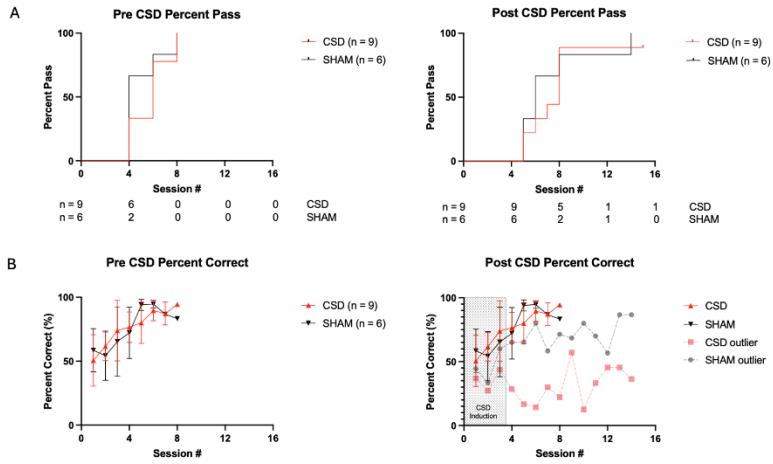 A
Pre CSD Percent Pass
Percent Pass
100
50
0
0 4 8 12 16
Session #
CSD (n = 9)
SHAM (n = 6)
n = 9 6 0 0 0 CSD
n = 6 2 0 0 0 SHAM
Post CSD Percent Pass
Percent Pass
100
50
0
0 4 8 12 16
Session #
CSD (n = 9)
SHAM (n = 6)
n = 9 9 5 1 1 CSD
n = 6 6 2 1 0 SHAM
B
Pre CSD Percent Correct
Percent Correct (%)
100
50
0
0 4 8 12 16
Session #
CSD (n = 9)
SHAM (n = 6)
Post CSD Percent Correct
Percent Correct (%)
100
50
0
CSD
Induction
0 4 8 12 16
Session #
CSD
SHAM
CSD outlier
SHAM outlier